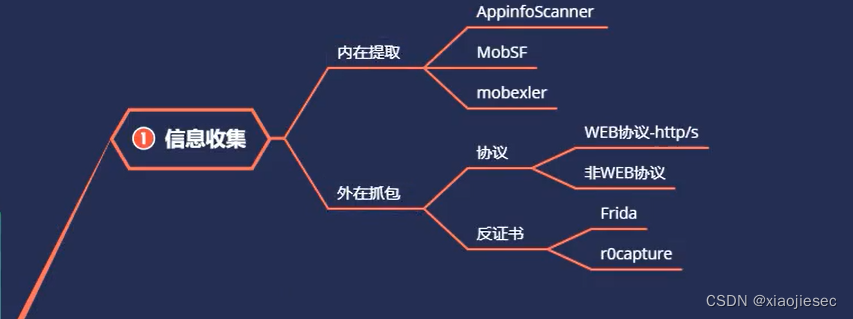 AppinfoScanner
内在提取
MobSF
mobexler
① 信息收集
WEB协议-http/s
协议
非WEB协议
外在抓包
Frida
反证书
r0capture
CSDN @xiaojiesec